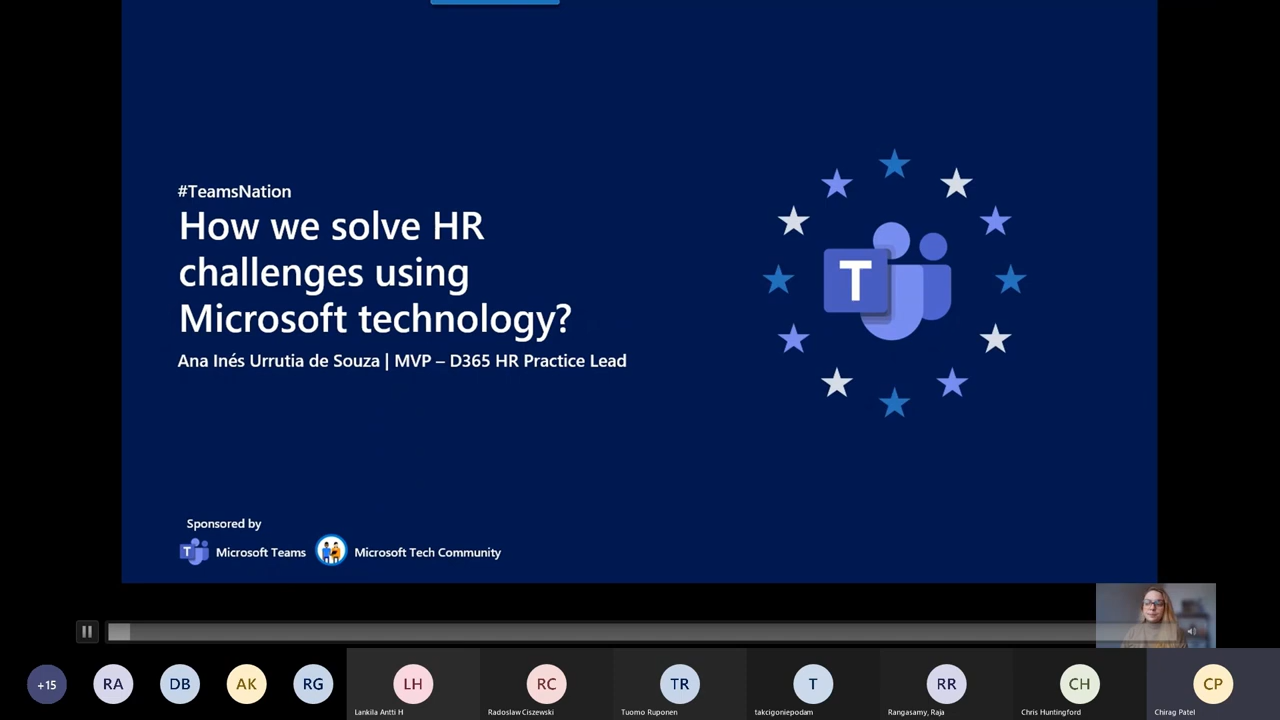 #TeamsNation
How we solve HR
challenges using
Microsoft technology?
Ana Inés Urrutia de Souza | MVP – D365 HR Practice Lead
T
Sponsored by
T Microsoft Teams Microsoft Tech Community
+15 RA DB AK RG LH RC TR T RR CH CP
Lankila Antti H Radoslaw Ciszewski Tuomo Ruponen takcigoniepodam Rangasamy, Raja Chris Huntingford Chirag Patel